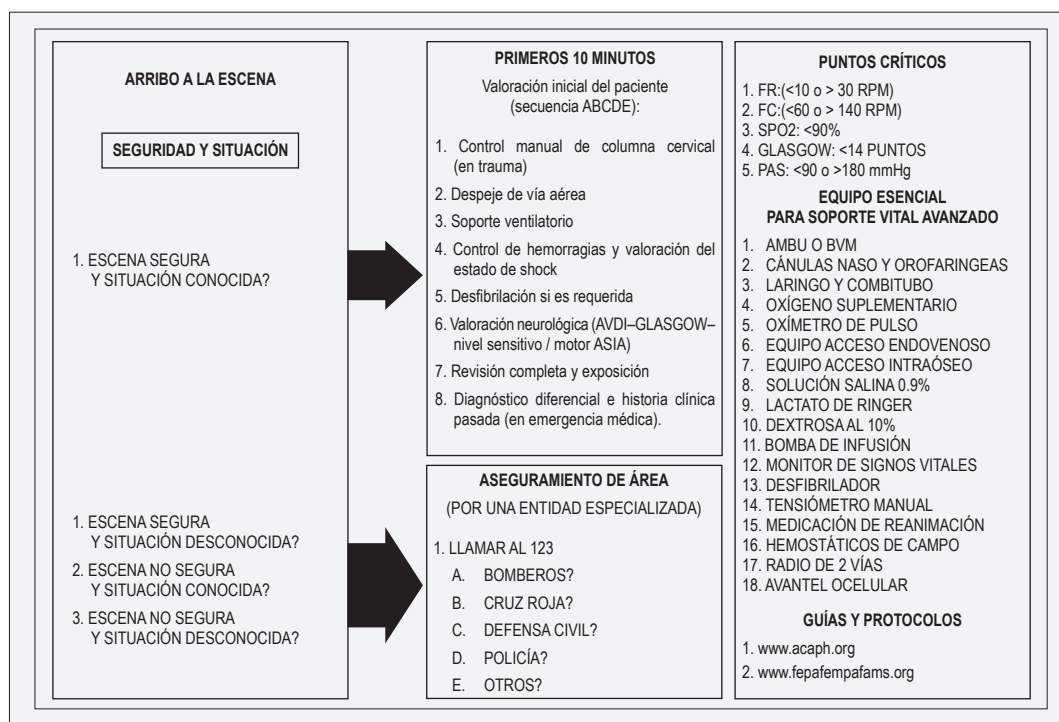 ARRIBO A LA ESCENA
SEGURIDAD Y SITUACIÓN
1. ESCENA SEGURA
Y SITUACIÓN CONOCIDA?
1. ESCENA SEGURA
Y SITUACIÓN DESCONOCIDA?
2. ESCENA NO SEGURA
Y SITUACIÓN CONOCIDA?
3. ESCENA NO SEGURA
Y SITUACIÓN DESCONOCIDA?
PRIMEROS 10 MINUTOS
Valoración inicial del paciente
(secuencia ABCDE):
1. Control manual de columna cervical
(en trauma)
2. Despeje de vía aérea
3. Soporte ventilatorio
4. Control de hemorragias y valoración del
estado de shock
5. Desfibrilación si es requerida
6. Valoración neurológica (AVDI–GLASGOW–
nivel sensitivo / motor ASIA)
7. Revisión completa y exposición
8. Diagnóstico diferencial e historia clínica
pasada (en emergencia médica).
ASEGURAMIENTO DE ÁREA
(POR UNA ENTIDAD ESPECIALIZADA)
1. LLAMAR AL 123
A. BOMBEROS?
B. CRUZ ROJA?
C. DEFENSA CIVIL?
D. POLICÍA?
E. OTROS?
PUNTOS CRÍTICOS
1. FR:(<10 o > 30 RPM)
2. FC:(<60 o > 140 RPM)
3. SPO2: <90%
4. GLASGOW: <14 PUNTOS
5. PAS: <90 o >180 mmHg
EQUIPO ESENCIAL
PARA SOPORTE VITAL AVANZADO
1. AMBU O BVM
2. CÁNULAS NASO Y OROFARINGEAS
3. LARINGO Y COMBITUBO
4. OXÍGENO SUPLEMENTARIO
5. OXÍMETRO DE PULSO
6. EQUIPO ACCESO ENDOVENOSO
7. EQUIPO ACCESO INTRAÓSEO
8. SOLUCIÓN SALINA 0.9%
9. LACTATO DE RINGER
10. DEXTROSA AL 10%
11. BOMBA DE INFUSIÓN
12. MONITOR DE SIGNOS VITALES
13. DESFIBRILADOR
14. TENSIÓMETRO MANUAL
15. MEDICACIÓN DE REANIMACIÓN
16. HEMOSTÁTICOS DE CAMPO
17. RADIO DE 2 VÍAS
18. AVANTEL OCELULAR
GUÍAS Y PROTOCOLOS
1. www.acaph.org
2. www.fepafempafams.org